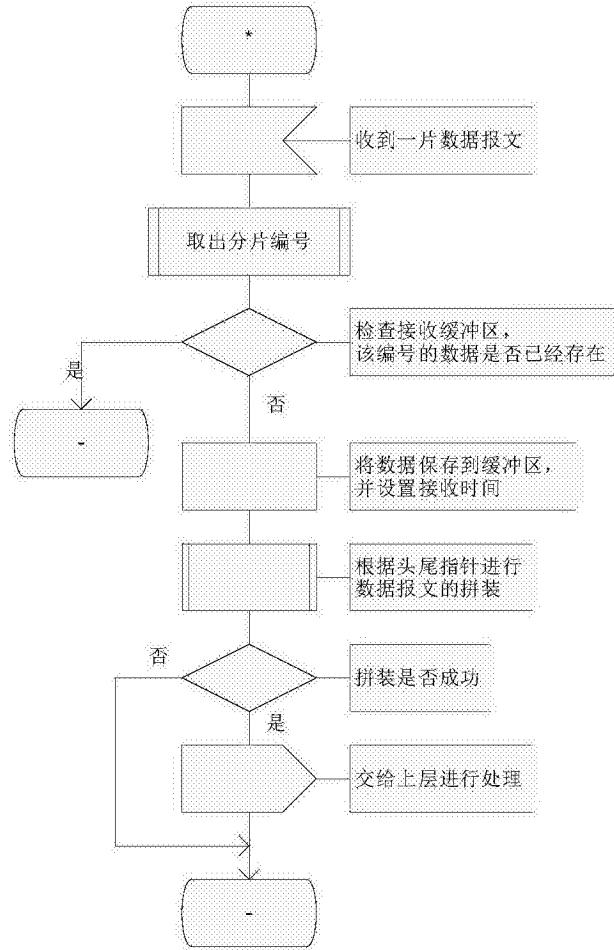 *
收到一片数据报文
取出分片编号
检查接收缓冲区，
该编号的数据是否已经存在
是
-
否
将数据保存到缓冲区，
并设置接收时间
根据头尾指针进行
数据报文的拼装
否
拼装是否成功
是
交给上层进行处理
-